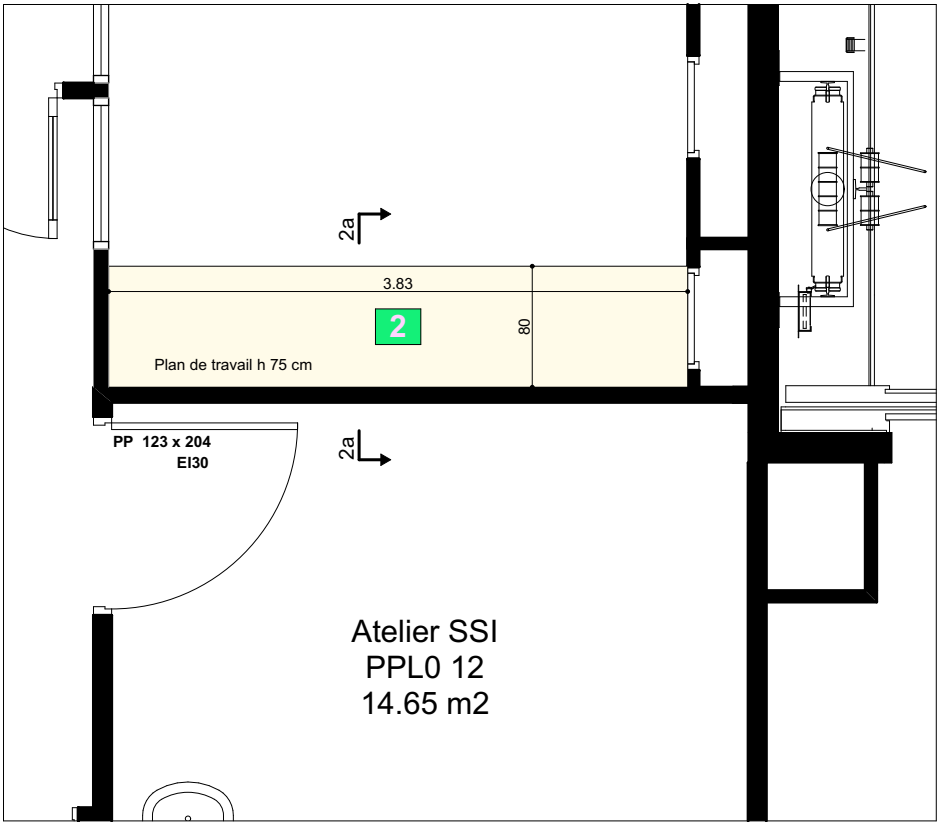 2a
3.83
2
80
Plan de travail h 75 cm
PP 123 x 204
EI30
2a
Atelier SSI
PPL0 12
14.65 m2